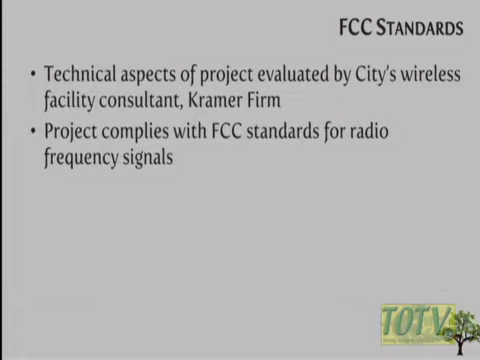 FCC STANDARDS
• Technical aspects of project evaluated by City's wireless
facility consultant, Kramer Firm
• Project complies with FCC standards for radio
frequency signals
TOTV